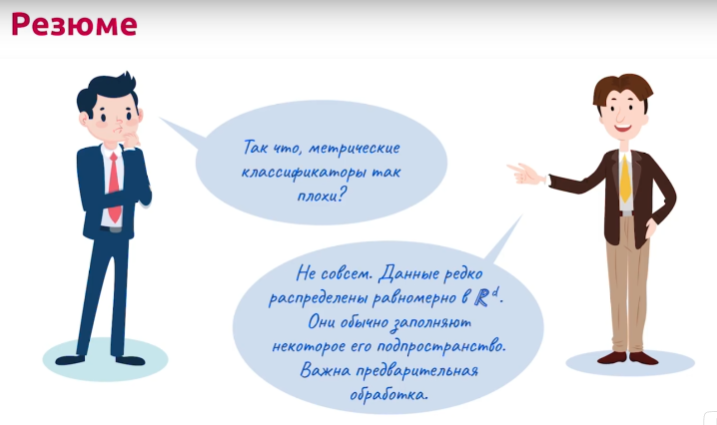 Резюме
Так что, метрические
классификаторы так
плохи?
Не совсем. Данные редко
распределены равномерно в ℝᵈ.
Они обычно заполняют
некоторое его подпространство.
Важна предварительная
обработка.